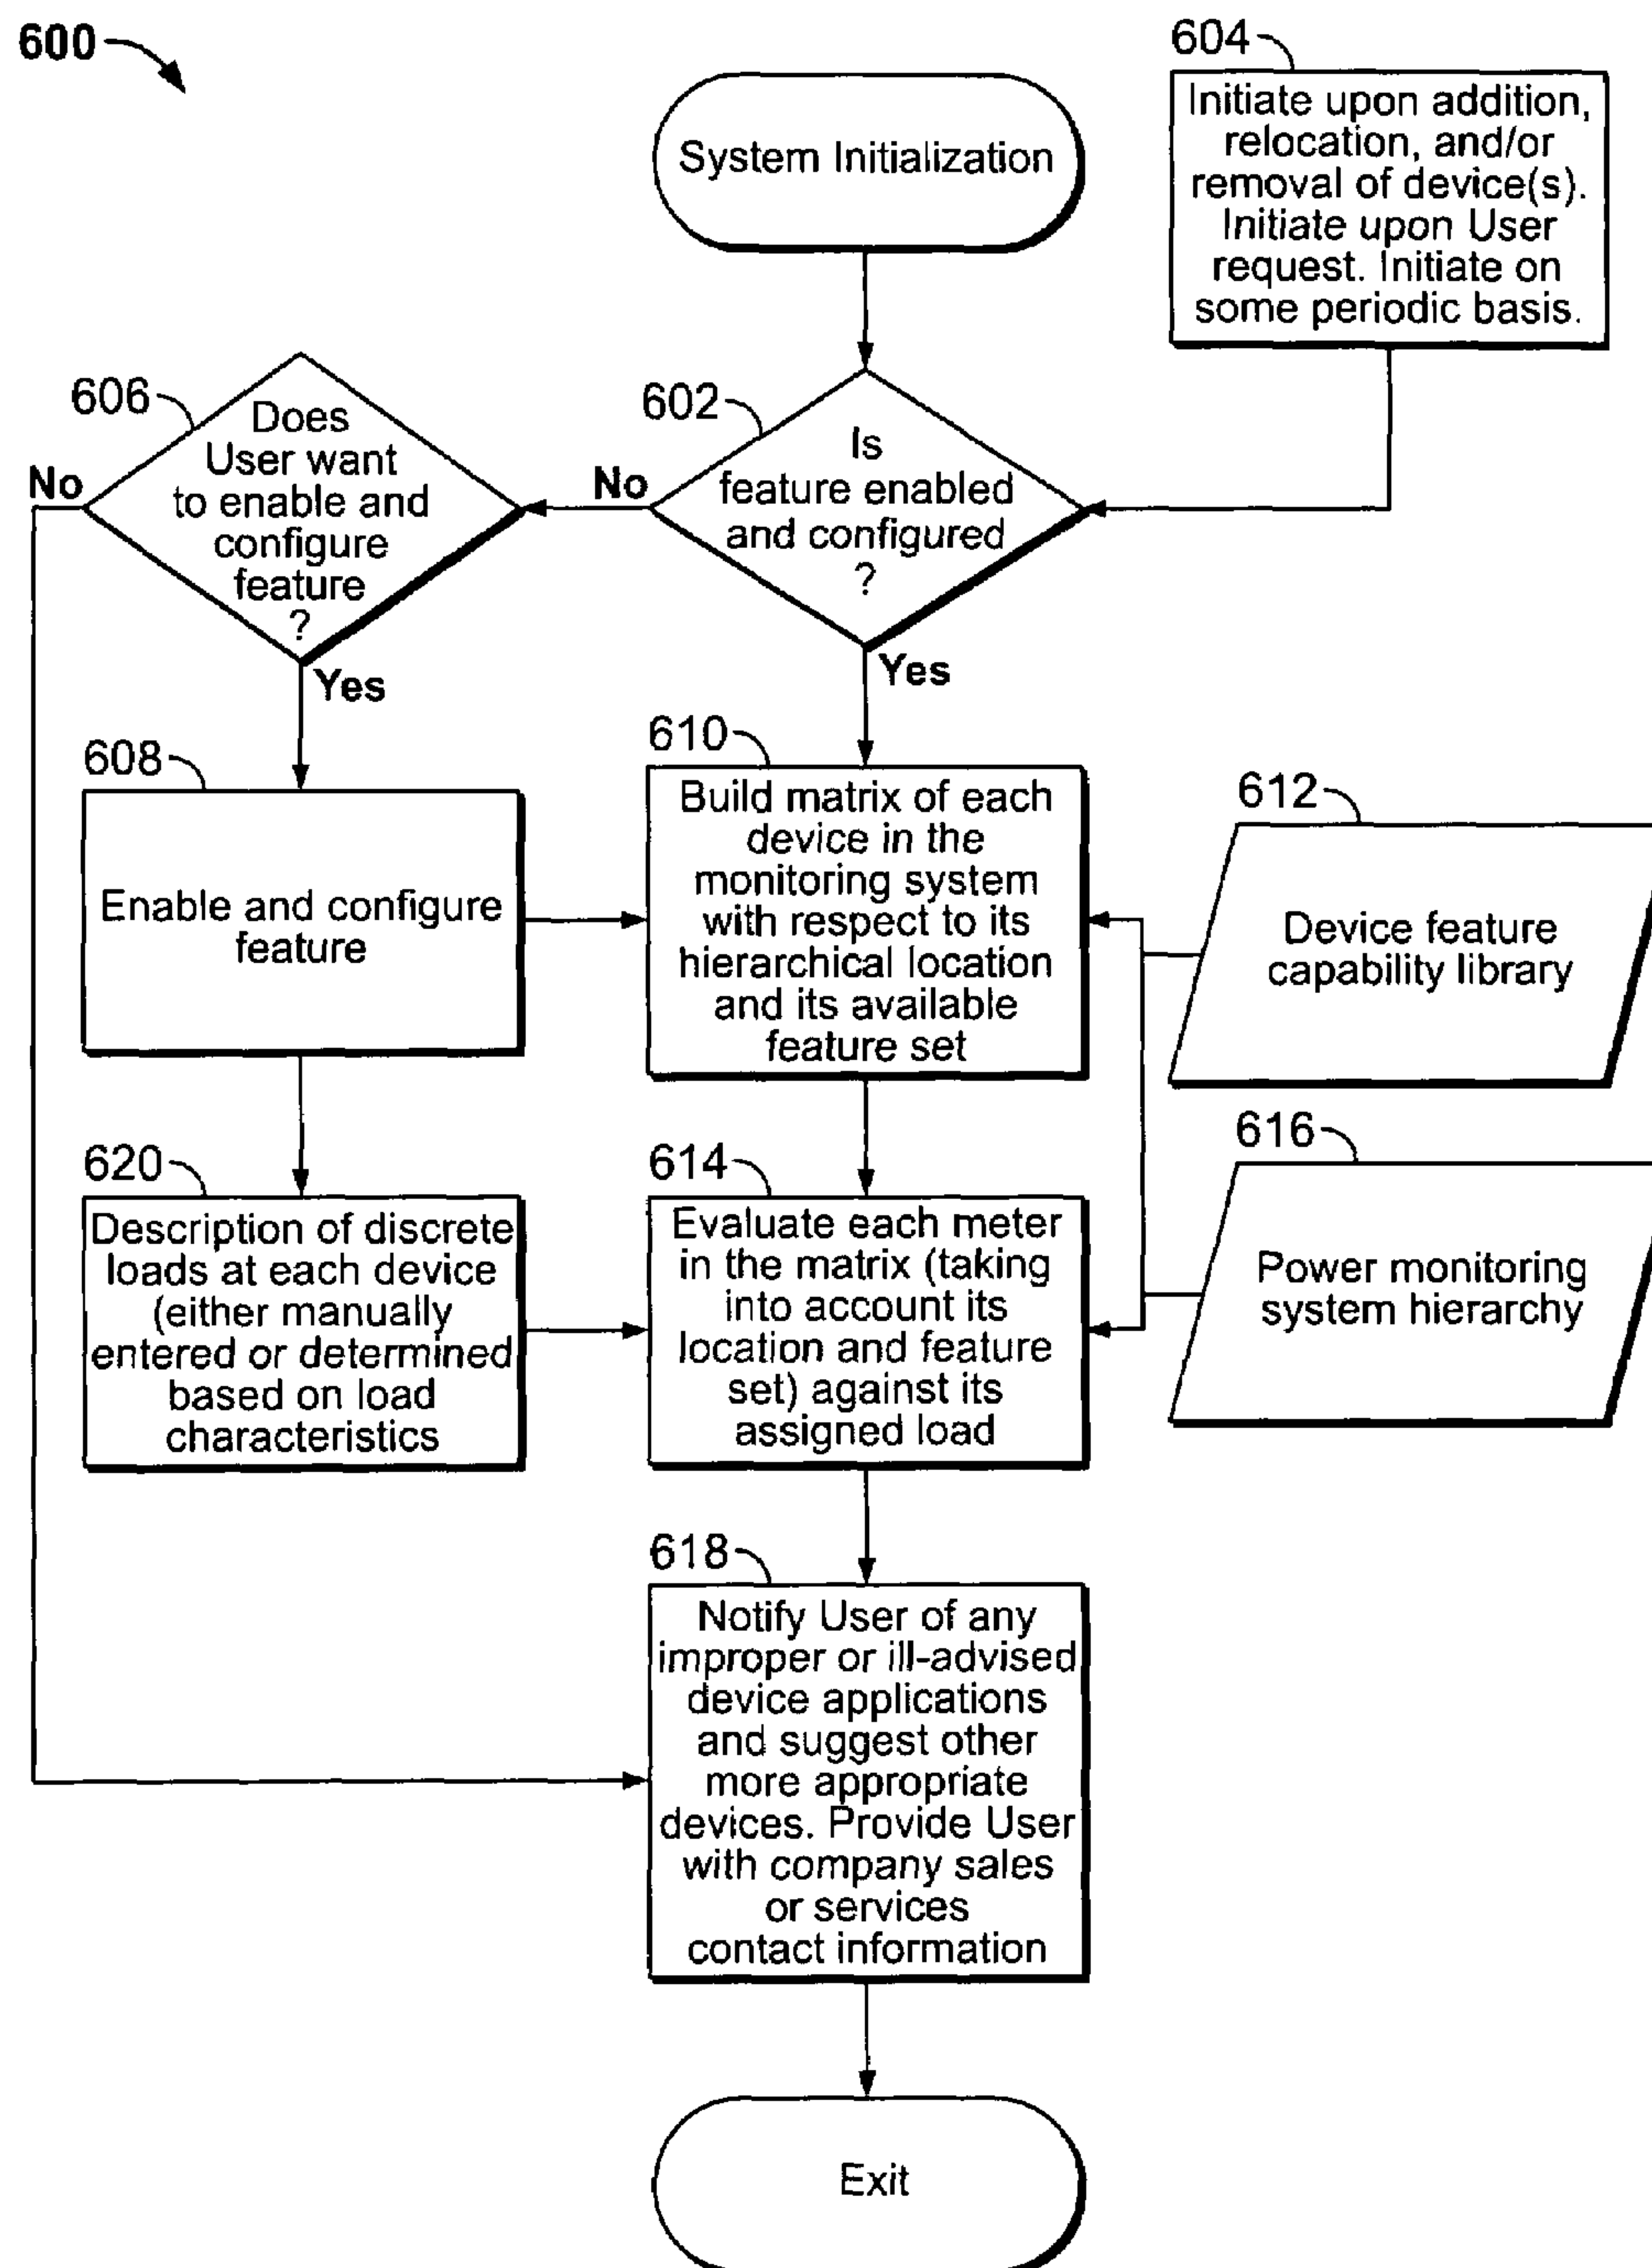 600
604
Initiate upon addition,
relocation, and/or
removal of device(s).
Initiate upon User
request. Initiate on
some periodic basis.
System Initialization
606
Does
User want
to enable and
configure
feature
?
No
Yes
602
Is
feature enabled
and configured
?
No
Yes
608
Enable and configure
feature
610
Build matrix of each
device in the
monitoring system
with respect to its
hierarchical location
and its available
feature set
612
Device feature
capability library
620
Description of discrete
loads at each device
(either manually
entered or determined
based on load
characteristics
614
Evaluate each meter
in the matrix (taking
into account its
location and feature
set) against its
assigned load
616
Power monitoring
system hierarchy
618
Notify User of any
improper or ill-advised
device applications
and suggest other
more appropriate
devices. Provide User
with company sales
or services
contact information
Exit